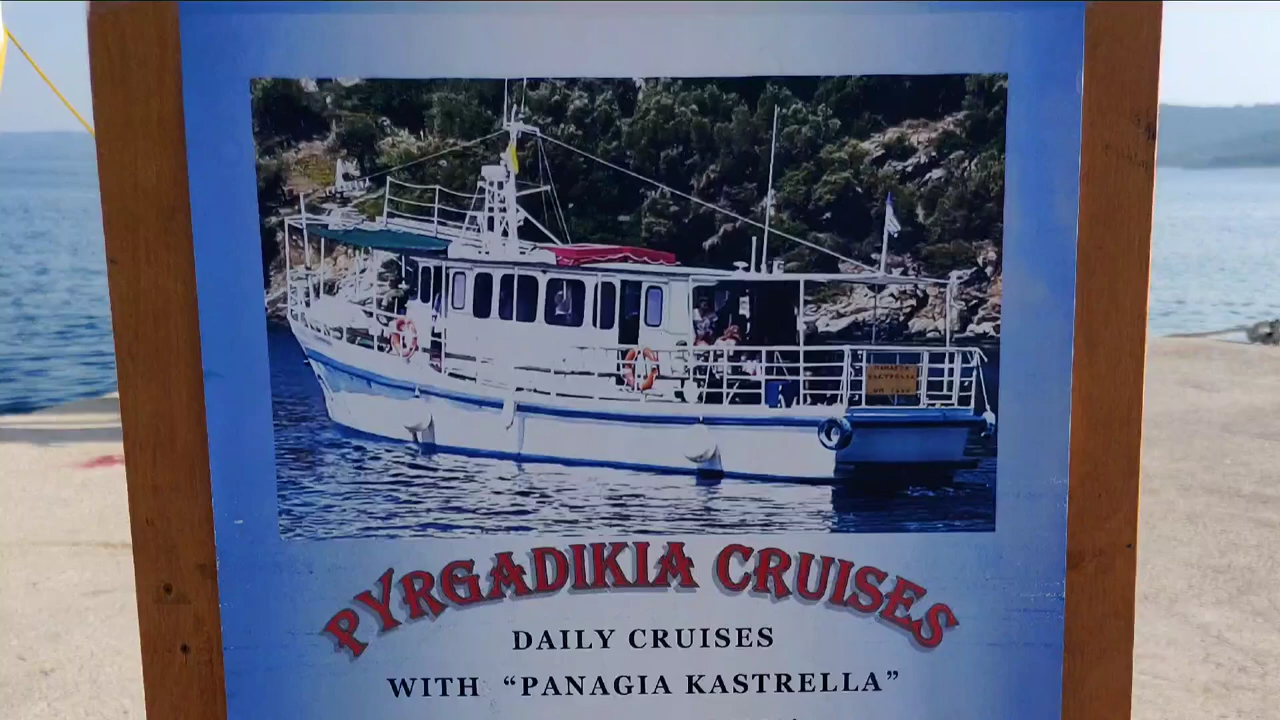 PYRGADIKIA CRUISES
DAILY CRUISES
WITH “PANAGIA KASTRELLA”